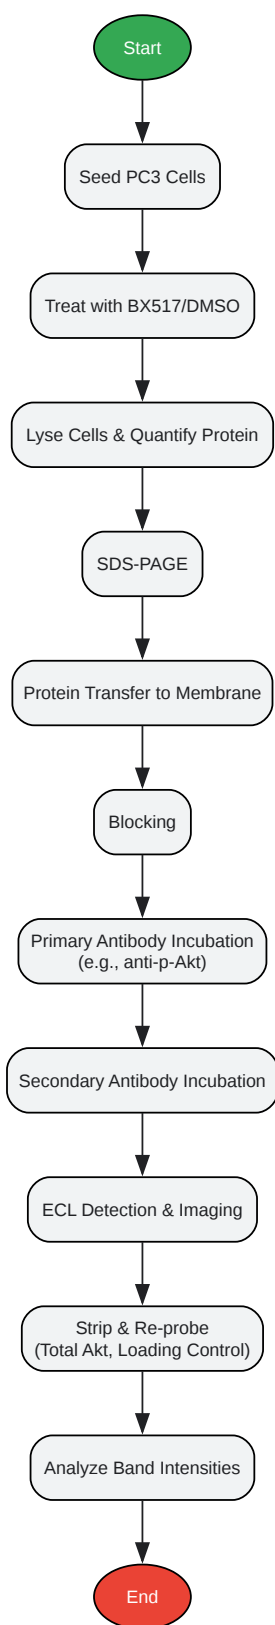 Start
Seed PC3 Cells
Treat with BX517/DMSO
Lyse Cells & Quantify Protein
SDS-PAGE
Protein Transfer to Membrane
Blocking
Primary Antibody Incubation
(e.g., anti-p-Akt)
Secondary Antibody Incubation
ECL Detection & Imaging
Strip & Re-probe
(Total Akt, Loading Control)
Analyze Band Intensities
End